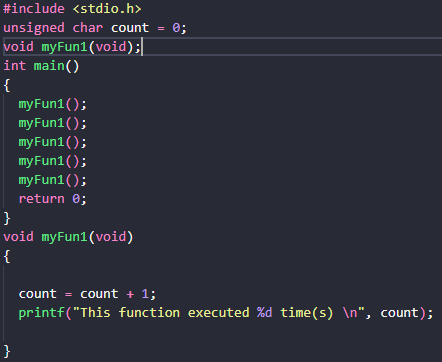 #include <stdio.h>
unsigned char count = 0;
void myFun1(void);
int main()
{
  myFun1();
  myFun1();
  myFun1();
  myFun1();
  myFun1();
  return 0;
}
void myFun1(void)
{

  count = count + 1;
  printf("This function executed %d time(s) \n", count);

}